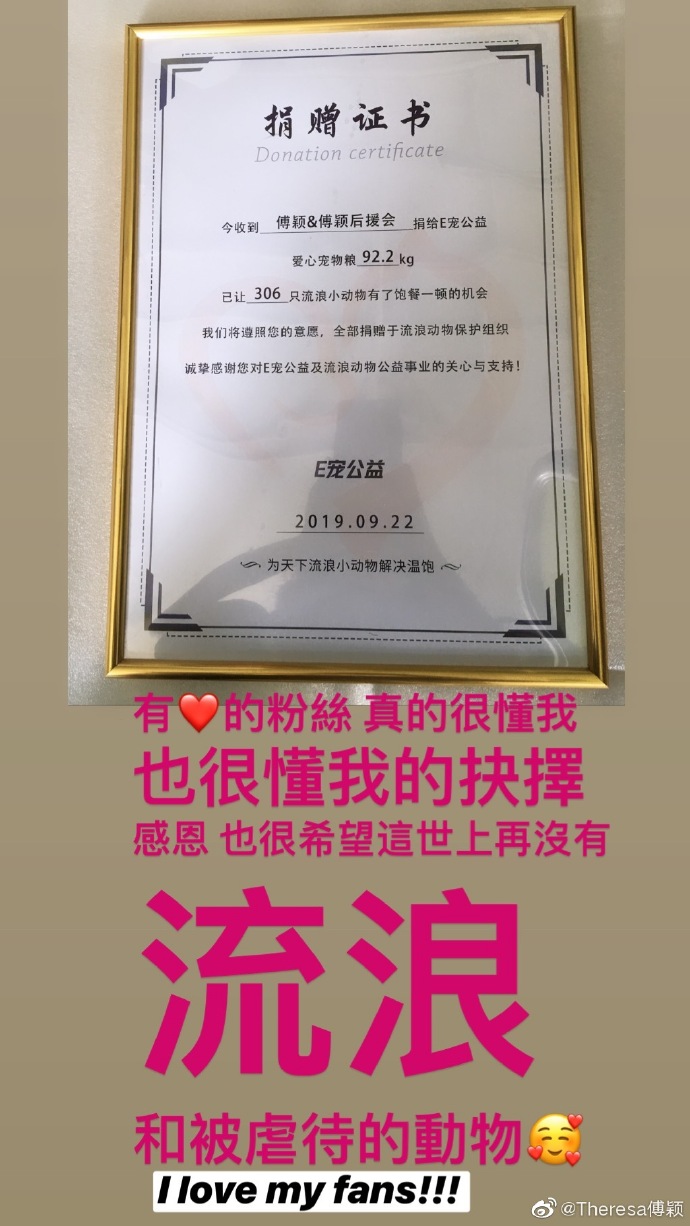 捐赠证书
Donation certificate
今收到 傅颖&傅颖后援会 捐给E宠公益
爱心宠物粮 92.2 kg
已让 306 只流浪小动物有了饱餐一顿的机会
我们将遵照您的意愿，全部捐赠于流浪动物保护组织
诚挚感谢您对E宠公益及流浪动物公益事业的关心与支持！
E宠公益
2019.09.22
为天下流浪小动物解决温饱
有❤️的粉絲 真的很懂我
也很懂我的抉擇
感恩 也很希望這世上再沒有
流浪
和被虐待的動物🥰
I love my fans!!!
@Theresa傅颖